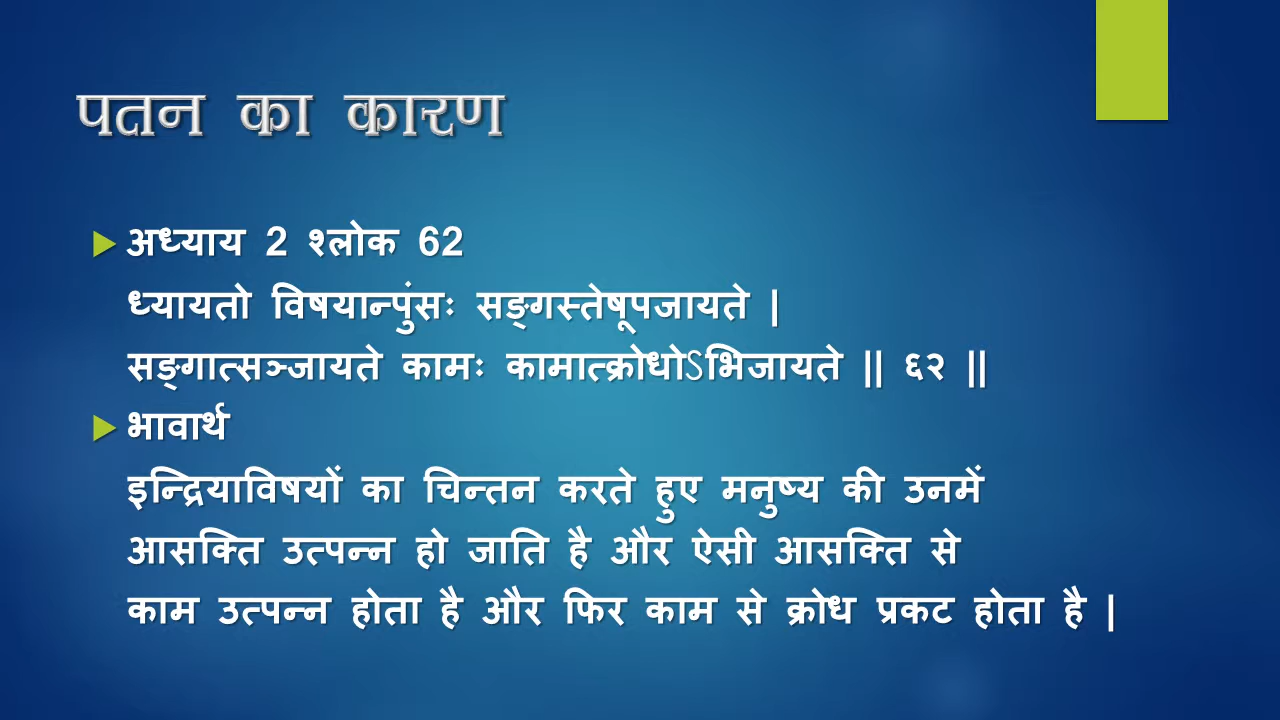 पतन का कारण
अध्याय 2 श्लोक 62
ध्यायतो विषयान्पुंसः सङ्गस्तेषूपजायते |
सङ्गात्सञ्जायते कामः कामात्क्रोधोऽभिजायते || ६२ ||
भावार्थ
इन्द्रियाविषयों का चिन्तन करते हुए मनुष्य की उनमें
आसक्ति उत्पन्न हो जाति है और ऐसी आसक्ति से
काम उत्पन्न होता है और फिर काम से क्रोध प्रकट होता है |